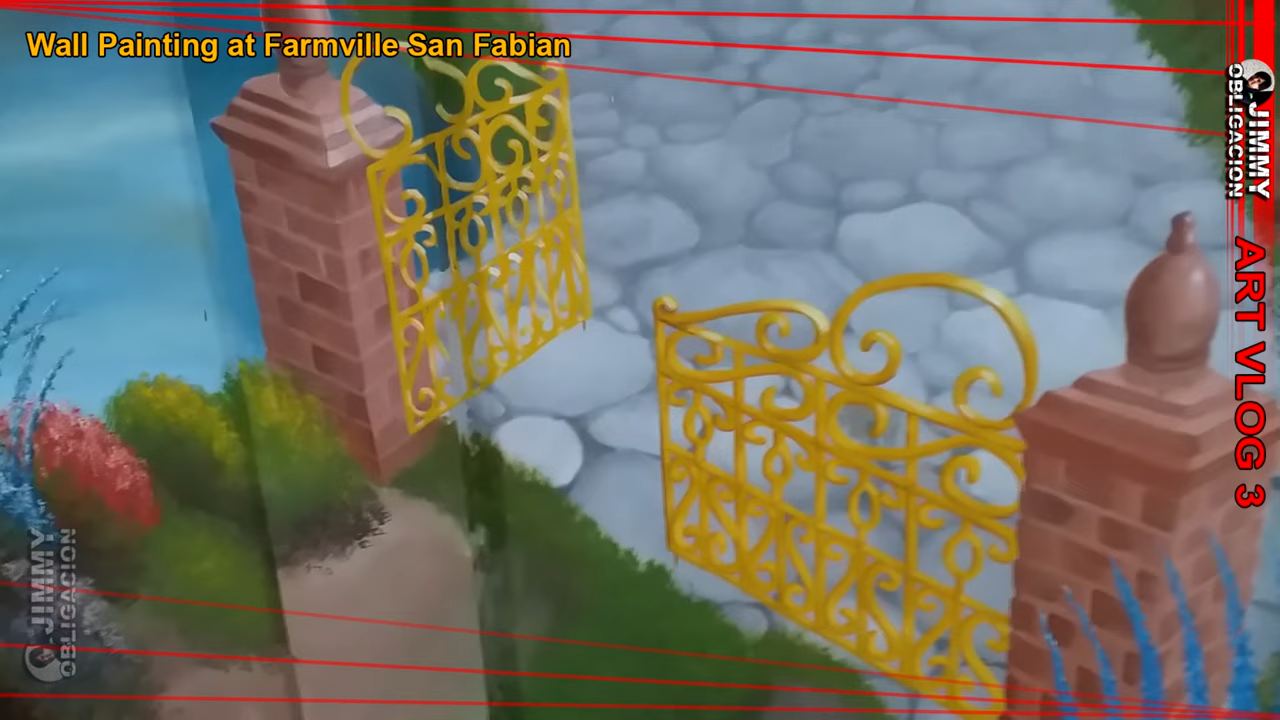 Wall Painting at Farmville San Fabian
JIMMY
OBLIGACION
ART VLOG 3
JIMMY
OBLIGACION